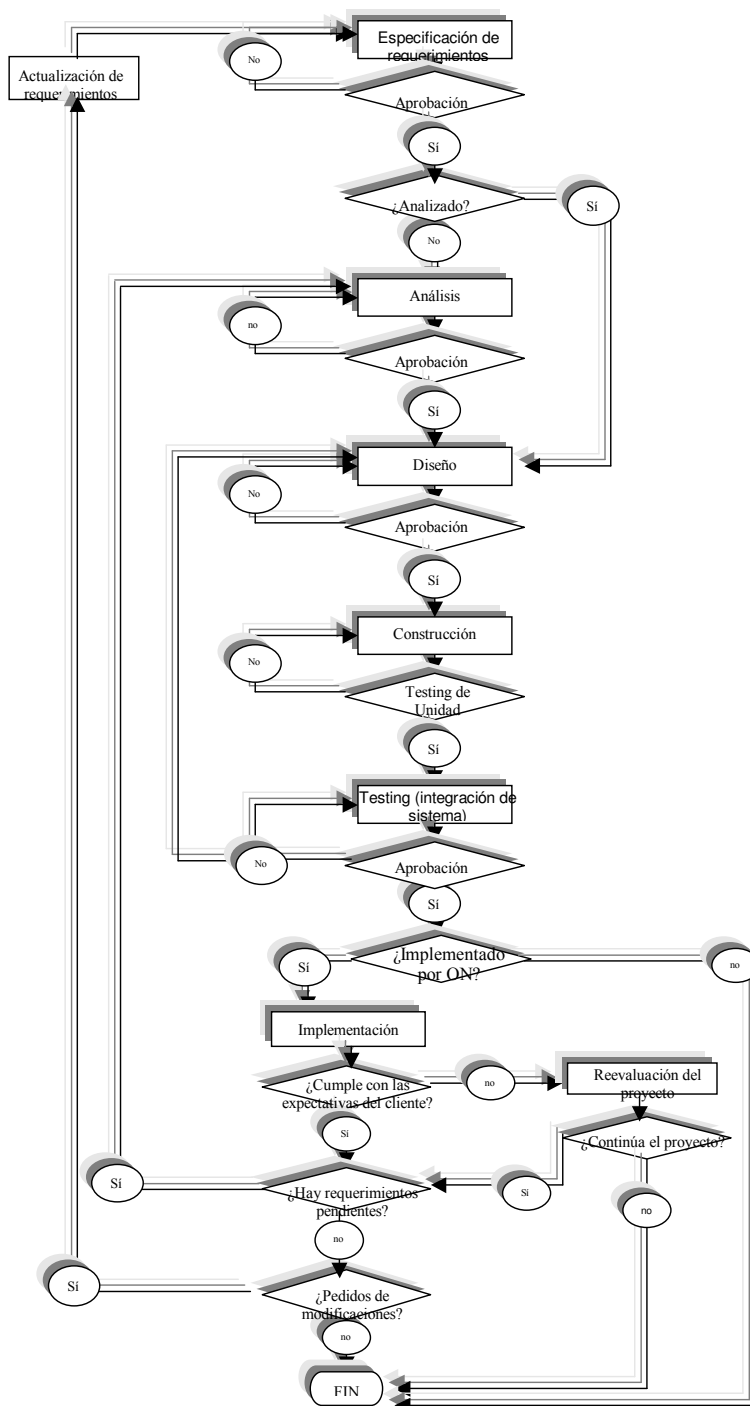 Especificación de
requerimientos
No
Actualización de
requerimientos
Aprobación
Sí
¿Analizado?
Sí
No
Análisis
no
Aprobación
Sí
Diseño
No
Aprobación
Sí
Construcción
No
Testing de
Unidad
Sí
Testing (integración de
sistema)
No
Aprobación
Sí
¿Implementado
por ON?
Sí
no
Implementación
¿Cumple con las
expectativas del cliente?
no
Reevaluación del
proyecto
Sí
¿Continúa el proyecto?
Sí
¿Hay requerimientos
pendientes?
Sí
no
no
Sí
¿Pedidos de
modificaciones?
no
FIN